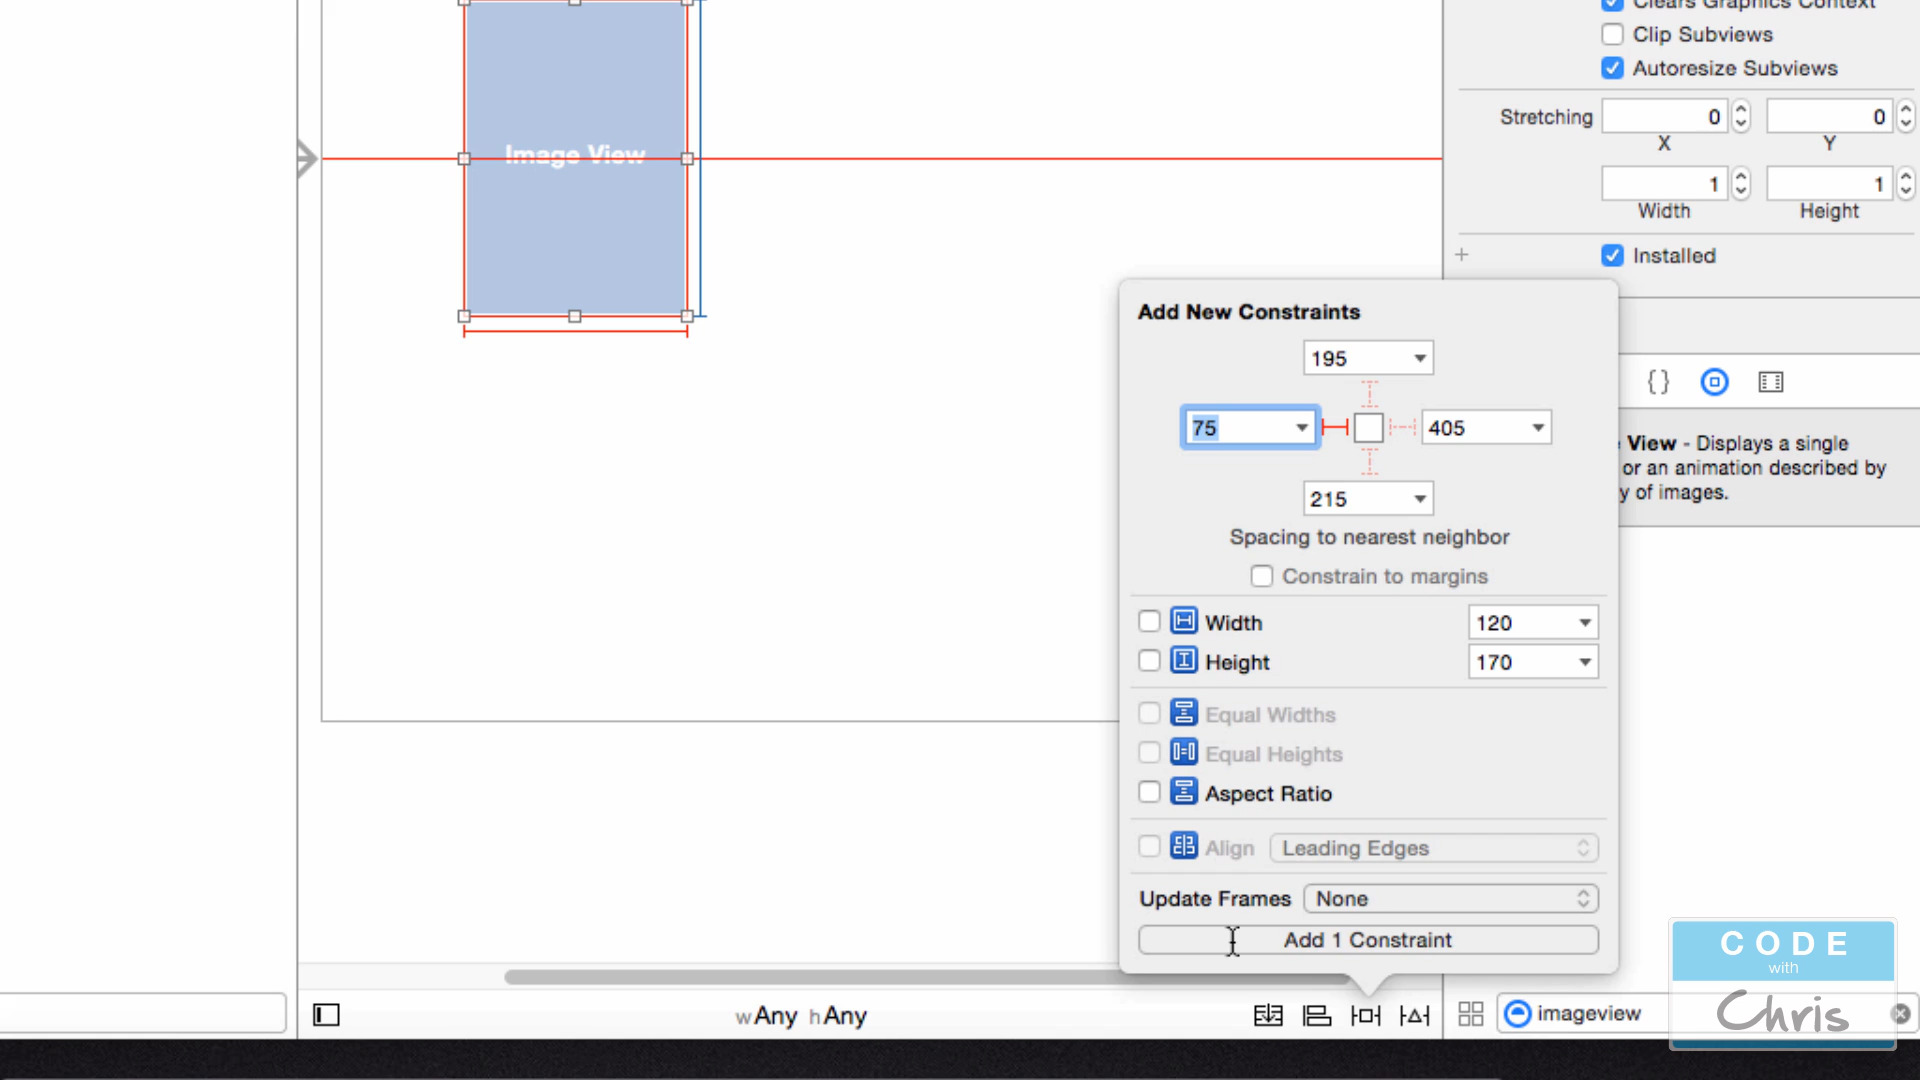 Clears Graphics Context
Clip Subviews
Autoresize Subviews
Stretching
0
0
X
Y
1
1
Width
Height
+
Installed
Image View
Add New Constraints
195
75
405
215
Spacing to nearest neighbor
Constrain to margins
Width
120
Height
170
Equal Widths
Equal Heights
Aspect Ratio
Align
Leading Edges
Update Frames
None
Add 1 Constraint
{}
View - Displays a single
or an animation described by
y of images.
wAny hAny
imageview
CODE
with
Chris